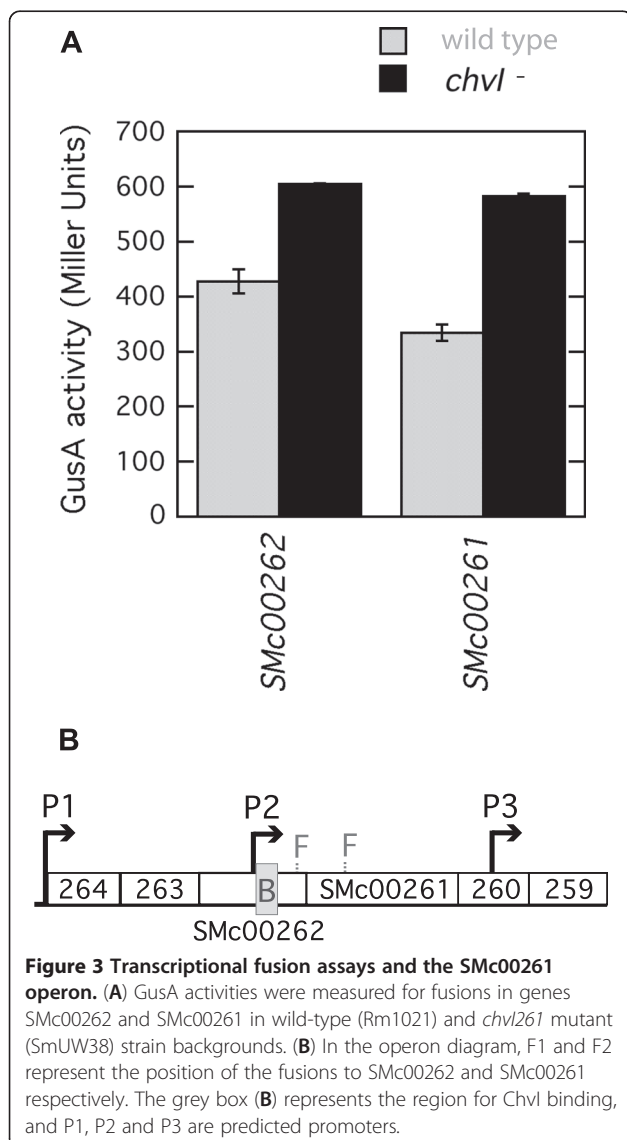 A
wild type
chvI -
GusA activity (Miller Units)
700
600
500
400
300
200
100
0
SMc00262
SMc00261
B
P1
P2
F
F
P3
264
263
B
SMc00261
260
259
SMc00262
Figure 3 Transcriptional fusion assays and the SMc00261
operon. (A) GusA activities were measured for fusions in genes
SMc00262 and SMc00261 in wild-type (Rm1021) and chvI261 mutant
(SmUW38) strain backgrounds. (B) In the operon diagram, F1 and F2
represent the position of the fusions to SMc00262 and SMc00261
respectively. The grey box (B) represents the region for ChvI binding,
and P1, P2 and P3 are predicted promoters.